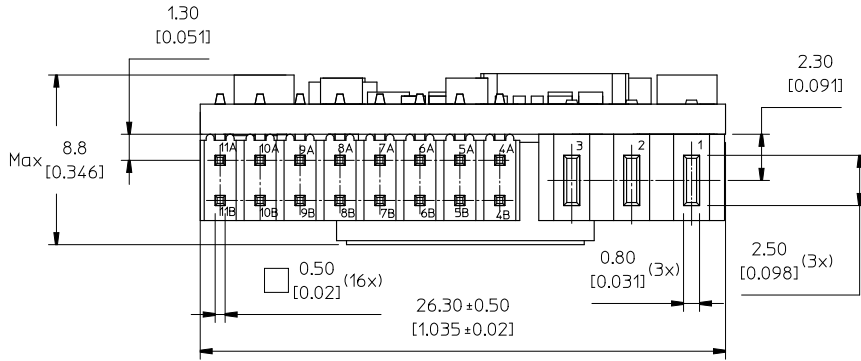 1.30
[0.051]
2.30
[0.091]
Max 8.8
[0.346]
11A 10A 9A 8A 7A 6A 5A 4A 3 2 1
11B 10B 9B 8B 7B 6B 5B 4B
0.50 (16x)
[0.02]
0.80 (3x)
[0.031]
2.50 (3x)
[0.098]
26.30 ±0.50
[1.035 ±0.02]